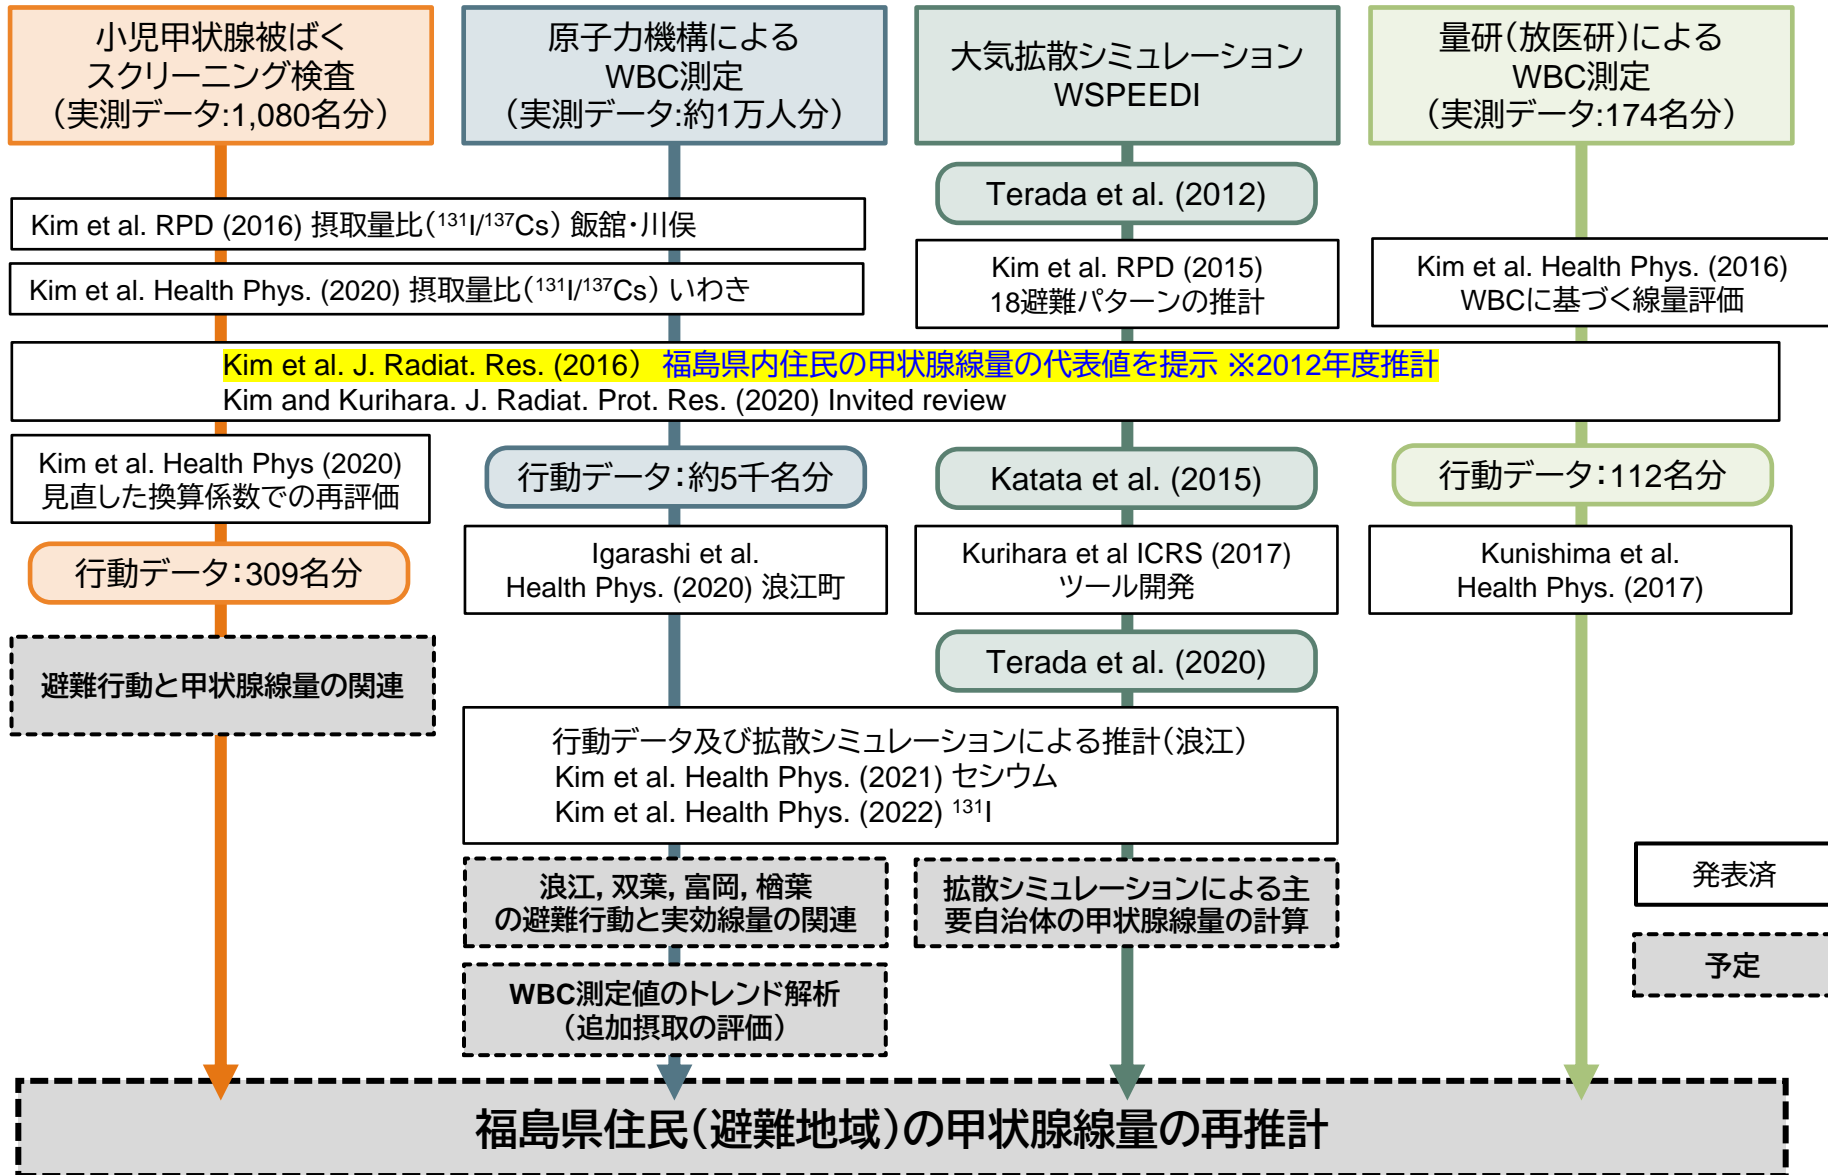 小児甲状腺被ばく
スクリーニング検査
（実測データ:1,080名分）
原子力機構による
WBC測定
（実測データ:約1万人分）
大気拡散シミュレーション
WSPEEDI
量研（放医研）による
WBC測定
（実測データ:174名分）
Terada et al. (2012)
Kim et al. RPD (2016) 摂取量比（¹³¹I/¹³⁷Cs） 飯舘・川俣
Kim et al. Health Phys. (2020) 摂取量比（¹³¹I/¹³⁷Cs） いわき
Kim et al. RPD (2015)
18避難パターンの推計
Kim et al. Health Phys. (2016)
WBCに基づく線量評価
Kim et al. J. Radiat. Res. (2016） 福島県内住民の甲状腺線量の代表値を提示 ※2012年度推計
Kim and Kurihara. J. Radiat. Prot. Res. (2020) Invited review
Kim et al. Health Phys (2020)
見直した換算係数での再評価
行動データ：約5千名分
Katata et al. (2015)
行動データ：112名分
行動データ：309名分
Igarashi et al.
Health Phys. (2020) 浪江町
Kurihara et al ICRS (2017)
ツール開発
Kunishima et al.
Health Phys. (2017)
避難行動と甲状腺線量の関連
Terada et al. (2020)
行動データ及び拡散シミュレーションによる推計（浪江）
Kim et al. Health Phys. (2021) セシウム
Kim et al. Health Phys. (2022) ¹³¹I
浪江, 双葉, 富岡, 楢葉
の避難行動と実効線量の関連
拡散シミュレーションによる主
要自治体の甲状腺線量の計算
発表済
予定
WBC測定値のトレンド解析
（追加摂取の評価）
福島県住民（避難地域）の甲状腺線量の再推計